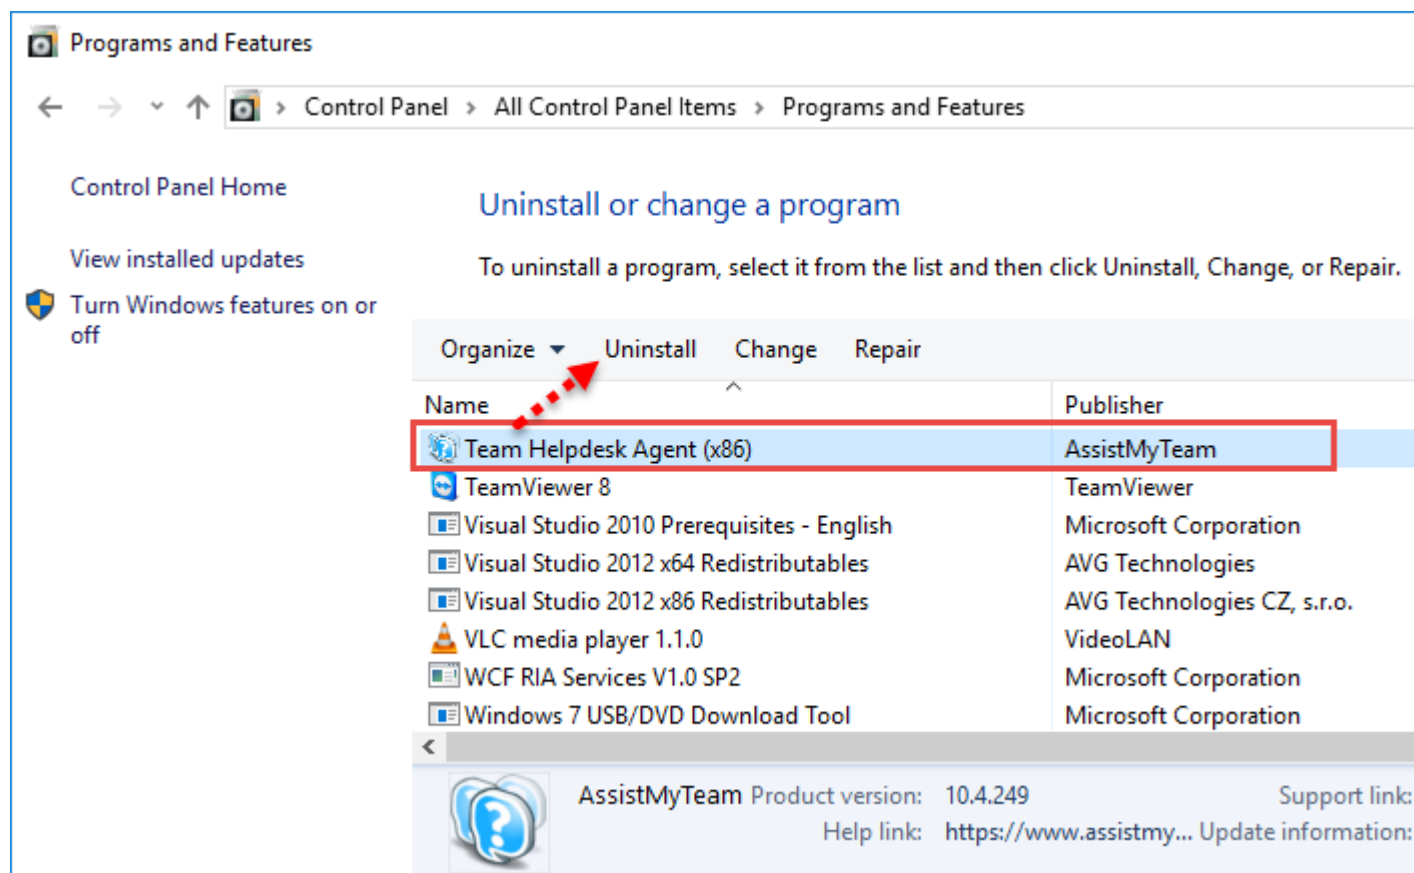 Programs and Features
Control Panel > All Control Panel Items > Programs and Features
Control Panel Home
View installed updates
Turn Windows features on or
off
Uninstall or change a program
To uninstall a program, select it from the list and then click Uninstall, Change, or Repair.
Organize Uninstall Change Repair
Name Publisher
Team Helpdesk Agent (x86) AssistMyTeam
TeamViewer 8 TeamViewer
Visual Studio 2010 Prerequisites - English Microsoft Corporation
Visual Studio 2012 x64 Redistributables AVG Technologies
Visual Studio 2012 x86 Redistributables AVG Technologies CZ, s.r.o.
VLC media player 1.1.0 VideoLAN
WCF RIA Services V1.0 SP2 Microsoft Corporation
Windows 7 USB/DVD Download Tool Microsoft Corporation
AssistMyTeam Product version: 10.4.249 Support link:
Help link: https://www.assistmy... Update information: